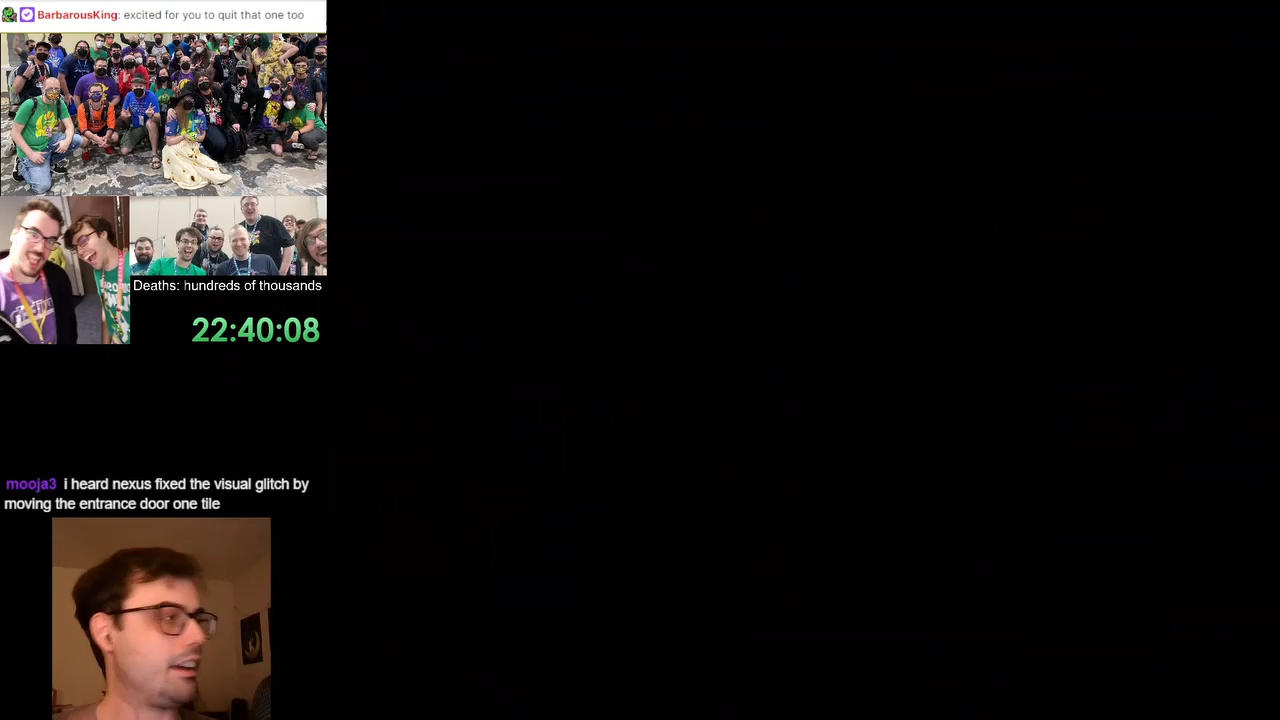 BarbarousKing: excited for you to quit that one too
Deaths: hundreds of thousands
22:40:08
mooja3 i heard nexus fixed the visual glitch by
moving the entrance door one tile